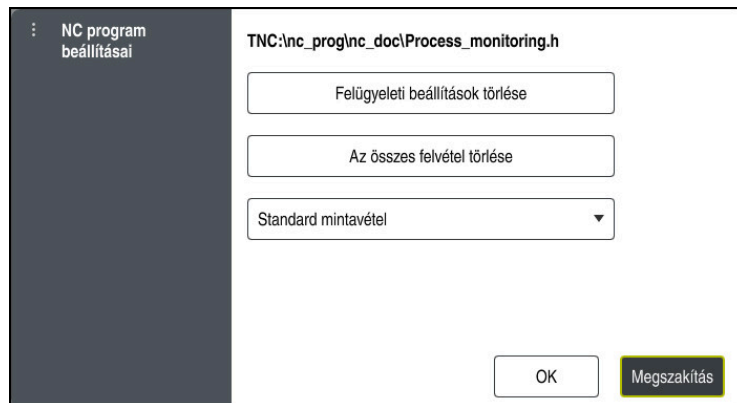 NC program
beállításai
TNC:\nc_prog\nc_doc\Process_monitoring.h
Felügyeleti beállítások törlése
Az összes felvétel törlése
Standard mintavétel
OK
Megszakítás